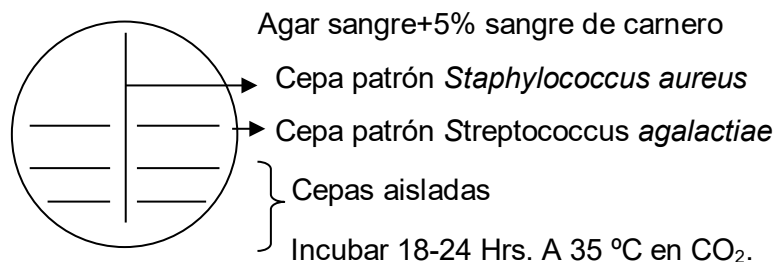 Agar sangre+5% sangre de carnero
Cepa patrón Staphylococcus aureus
Cepa patrón Streptococcus agalactiae
Cepas aisladas
Incubar 18-24 Hrs. A 35 ºC en CO₂.